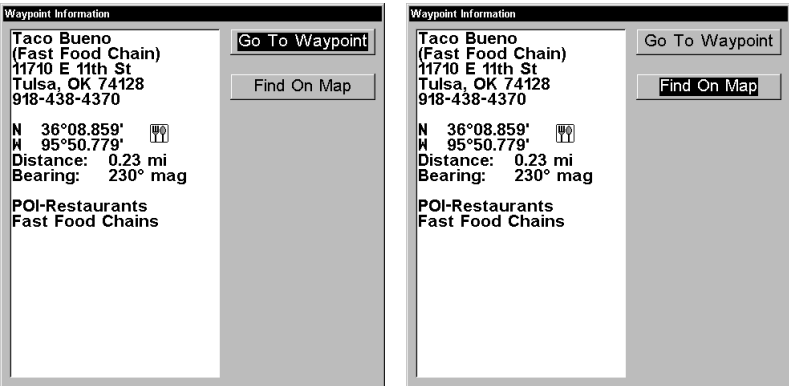 Waypoint Information
Taco Bueno
(Fast Food Chain)
11710 E 11th St
Tulsa, OK 74128
918-438-4370
N 36°08.859'
W 95°50.779'
Distance: 0.23 mi
Bearing: 230° mag
POI-Restaurants
Fast Food Chains
Go To Waypoint
Find On Map
Waypoint Information
Taco Bueno
(Fast Food Chain)
11710 E 11th St
Tulsa, OK 74128
918-438-4370
N 36°08.859'
W 95°50.779'
Distance: 0.23 mi
Bearing: 230° mag
POI-Restaurants
Fast Food Chains
Go To Waypoint
Find On Map